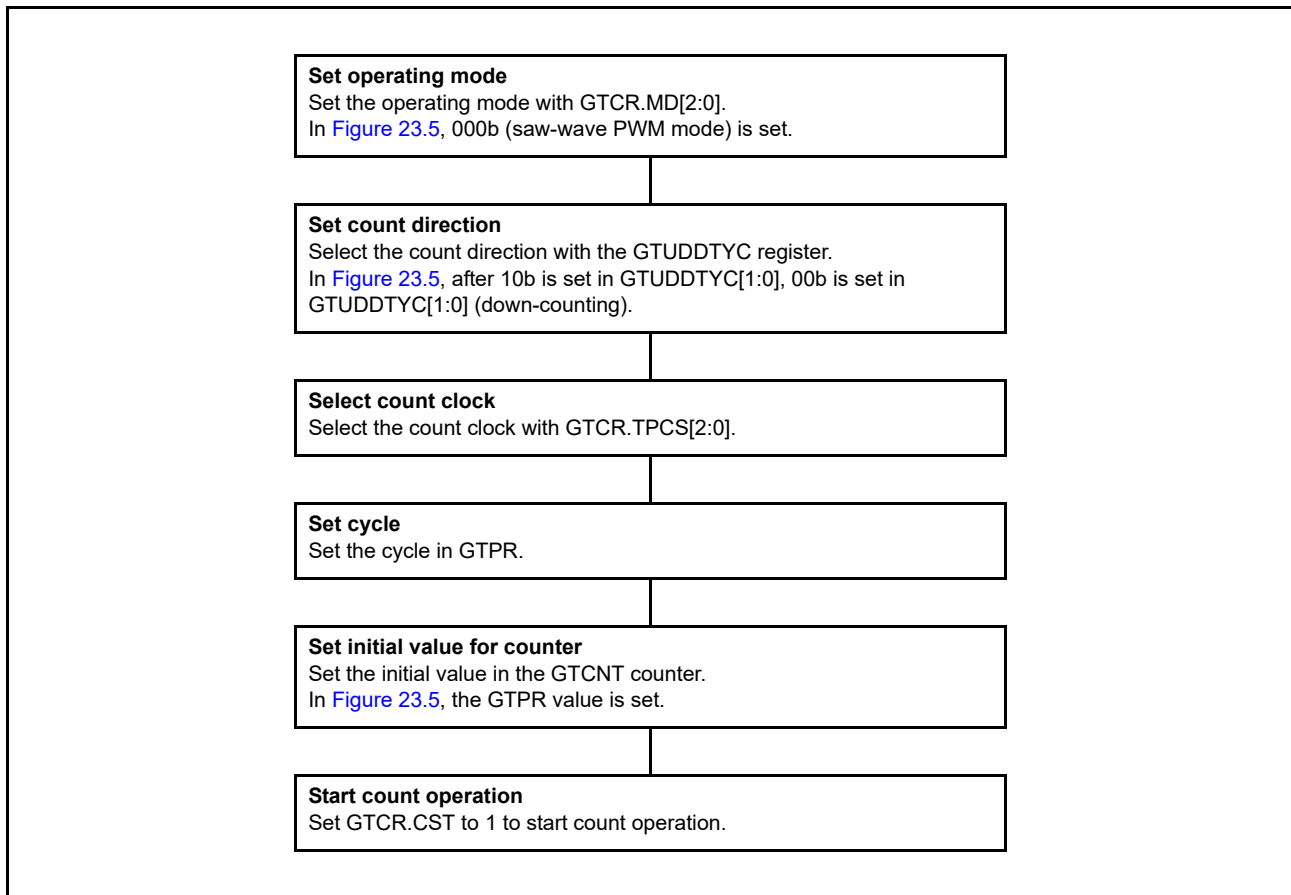 Set operating mode
Set the operating mode with GTCR.MD[2:0].
In Figure 23.5, 000b (saw-wave PWM mode) is set.
Set count direction
Select the count direction with the GTUDDTYC register.
In Figure 23.5, after 10b is set in GTUDDTYC[1:0], 00b is set in
GTUDDTYC[1:0] (down-counting).
Select count clock
Select the count clock with GTCR.TPCS[2:0].
Set cycle
Set the cycle in GTPR.
Set initial value for counter
Set the initial value in the GTCNT counter.
In Figure 23.5, the GTPR value is set.
Start count operation
Set GTCR.CST to 1 to start count operation.